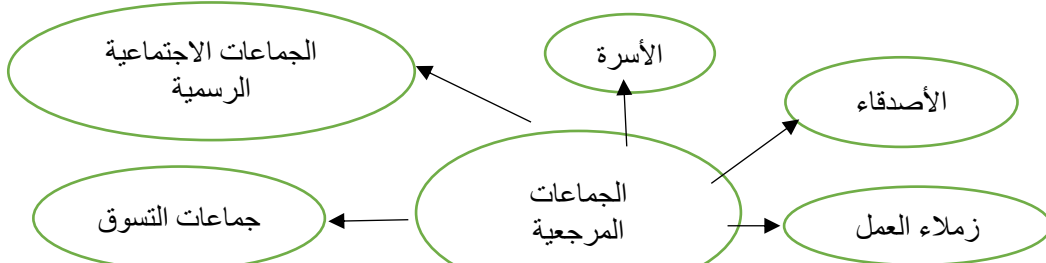 الأسرة
الجماعات الاجتماعية
الرسمية
الأصدقاء
الجماعات
المرجعية
زملاء العمل
جماعات التسوق